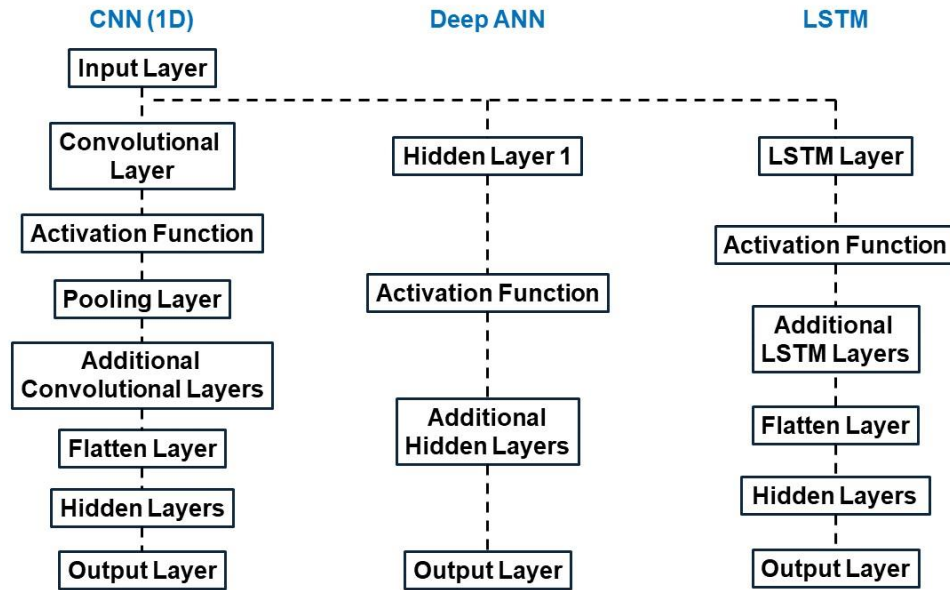 CNN (1D)
Deep ANN
LSTM
Input Layer
Convolutional
Layer
Activation Function
Pooling Layer
Additional
Convolutional Layers
Flatten Layer
Hidden Layers
Output Layer
Hidden Layer 1
Activation Function
Additional
Hidden Layers
Output Layer
LSTM Layer
Activation Function
Additional
LSTM Layers
Flatten Layer
Hidden Layers
Output Layer